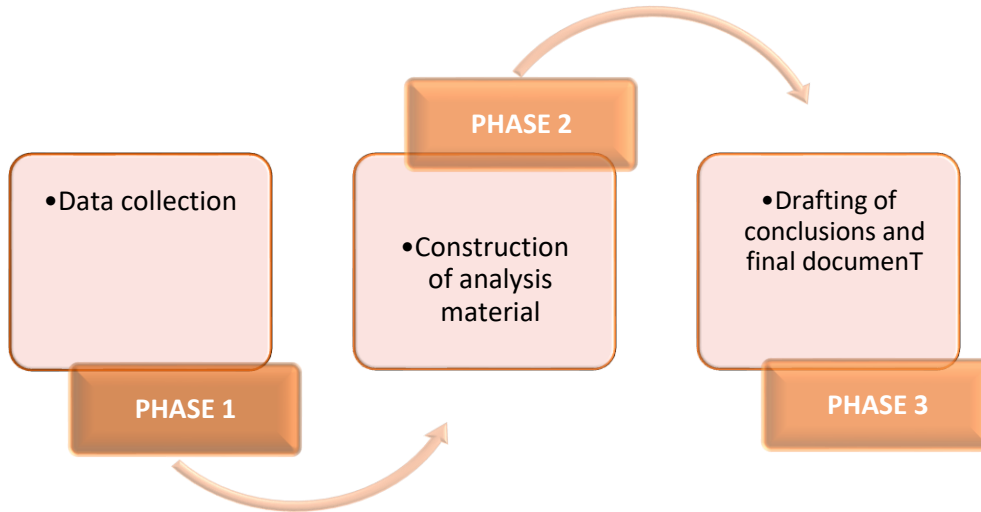 •Data collection
PHASE 1
PHASE 2
•Construction
of analysis
material
•Drafting of
conclusions and
final documenT
PHASE 3